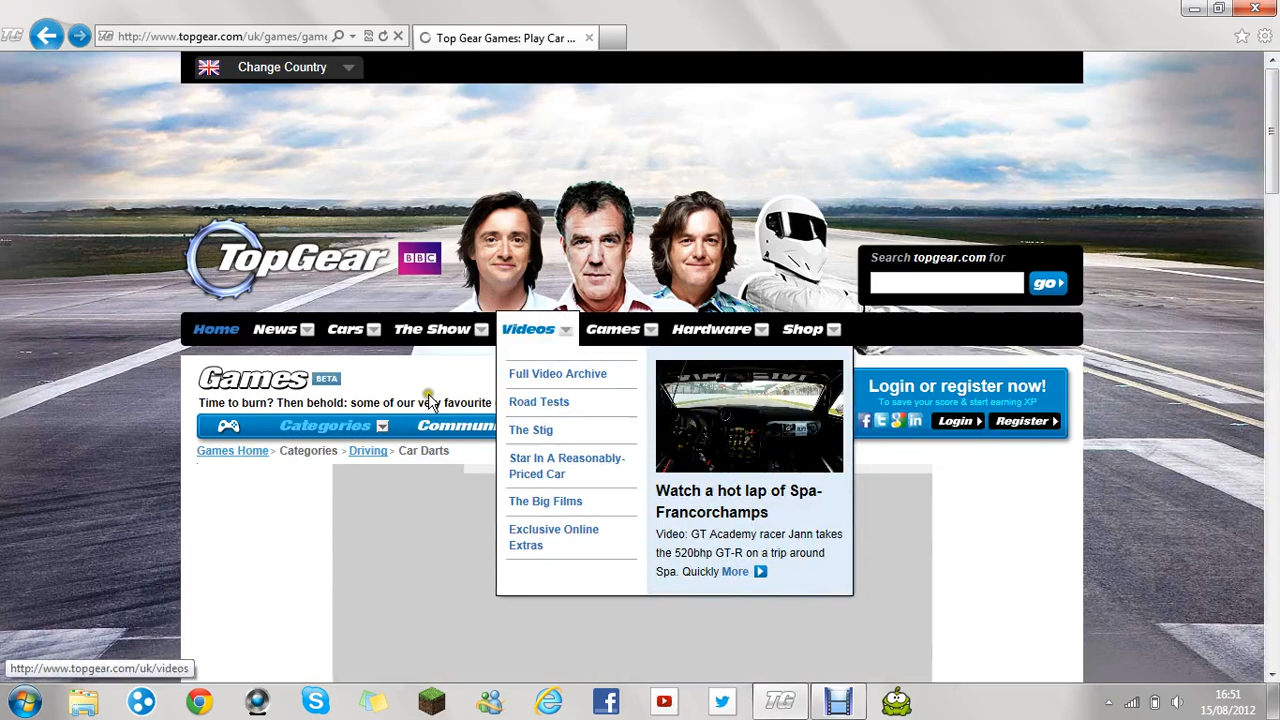 http://www.topgear.com/uk/games/game
Top Gear Games: Play Car ...
Change Country
TopGear BBC
Search topgear.com for
go
Home News Cars The Show Videos Games Hardware Shop
Full Video Archive
Road Tests
The Stig
Star In A Reasonably-
Priced Car
The Big Films
Exclusive Online
Extras
Watch a hot lap of Spa-
Francorchamps
Video: GT Academy racer Jann takes
the 520bhp GT-R on a trip around
Spa. Quickly More
Games BETA
Time to burn? Then behold: some of our very favourite
Categories Commun
Games Home > Categories > Driving > Car Darts
Login or register now!
To save your score & start earning XP
Login Register
http://www.topgear.com/uk/videos
TG
16:51
15/08/2012